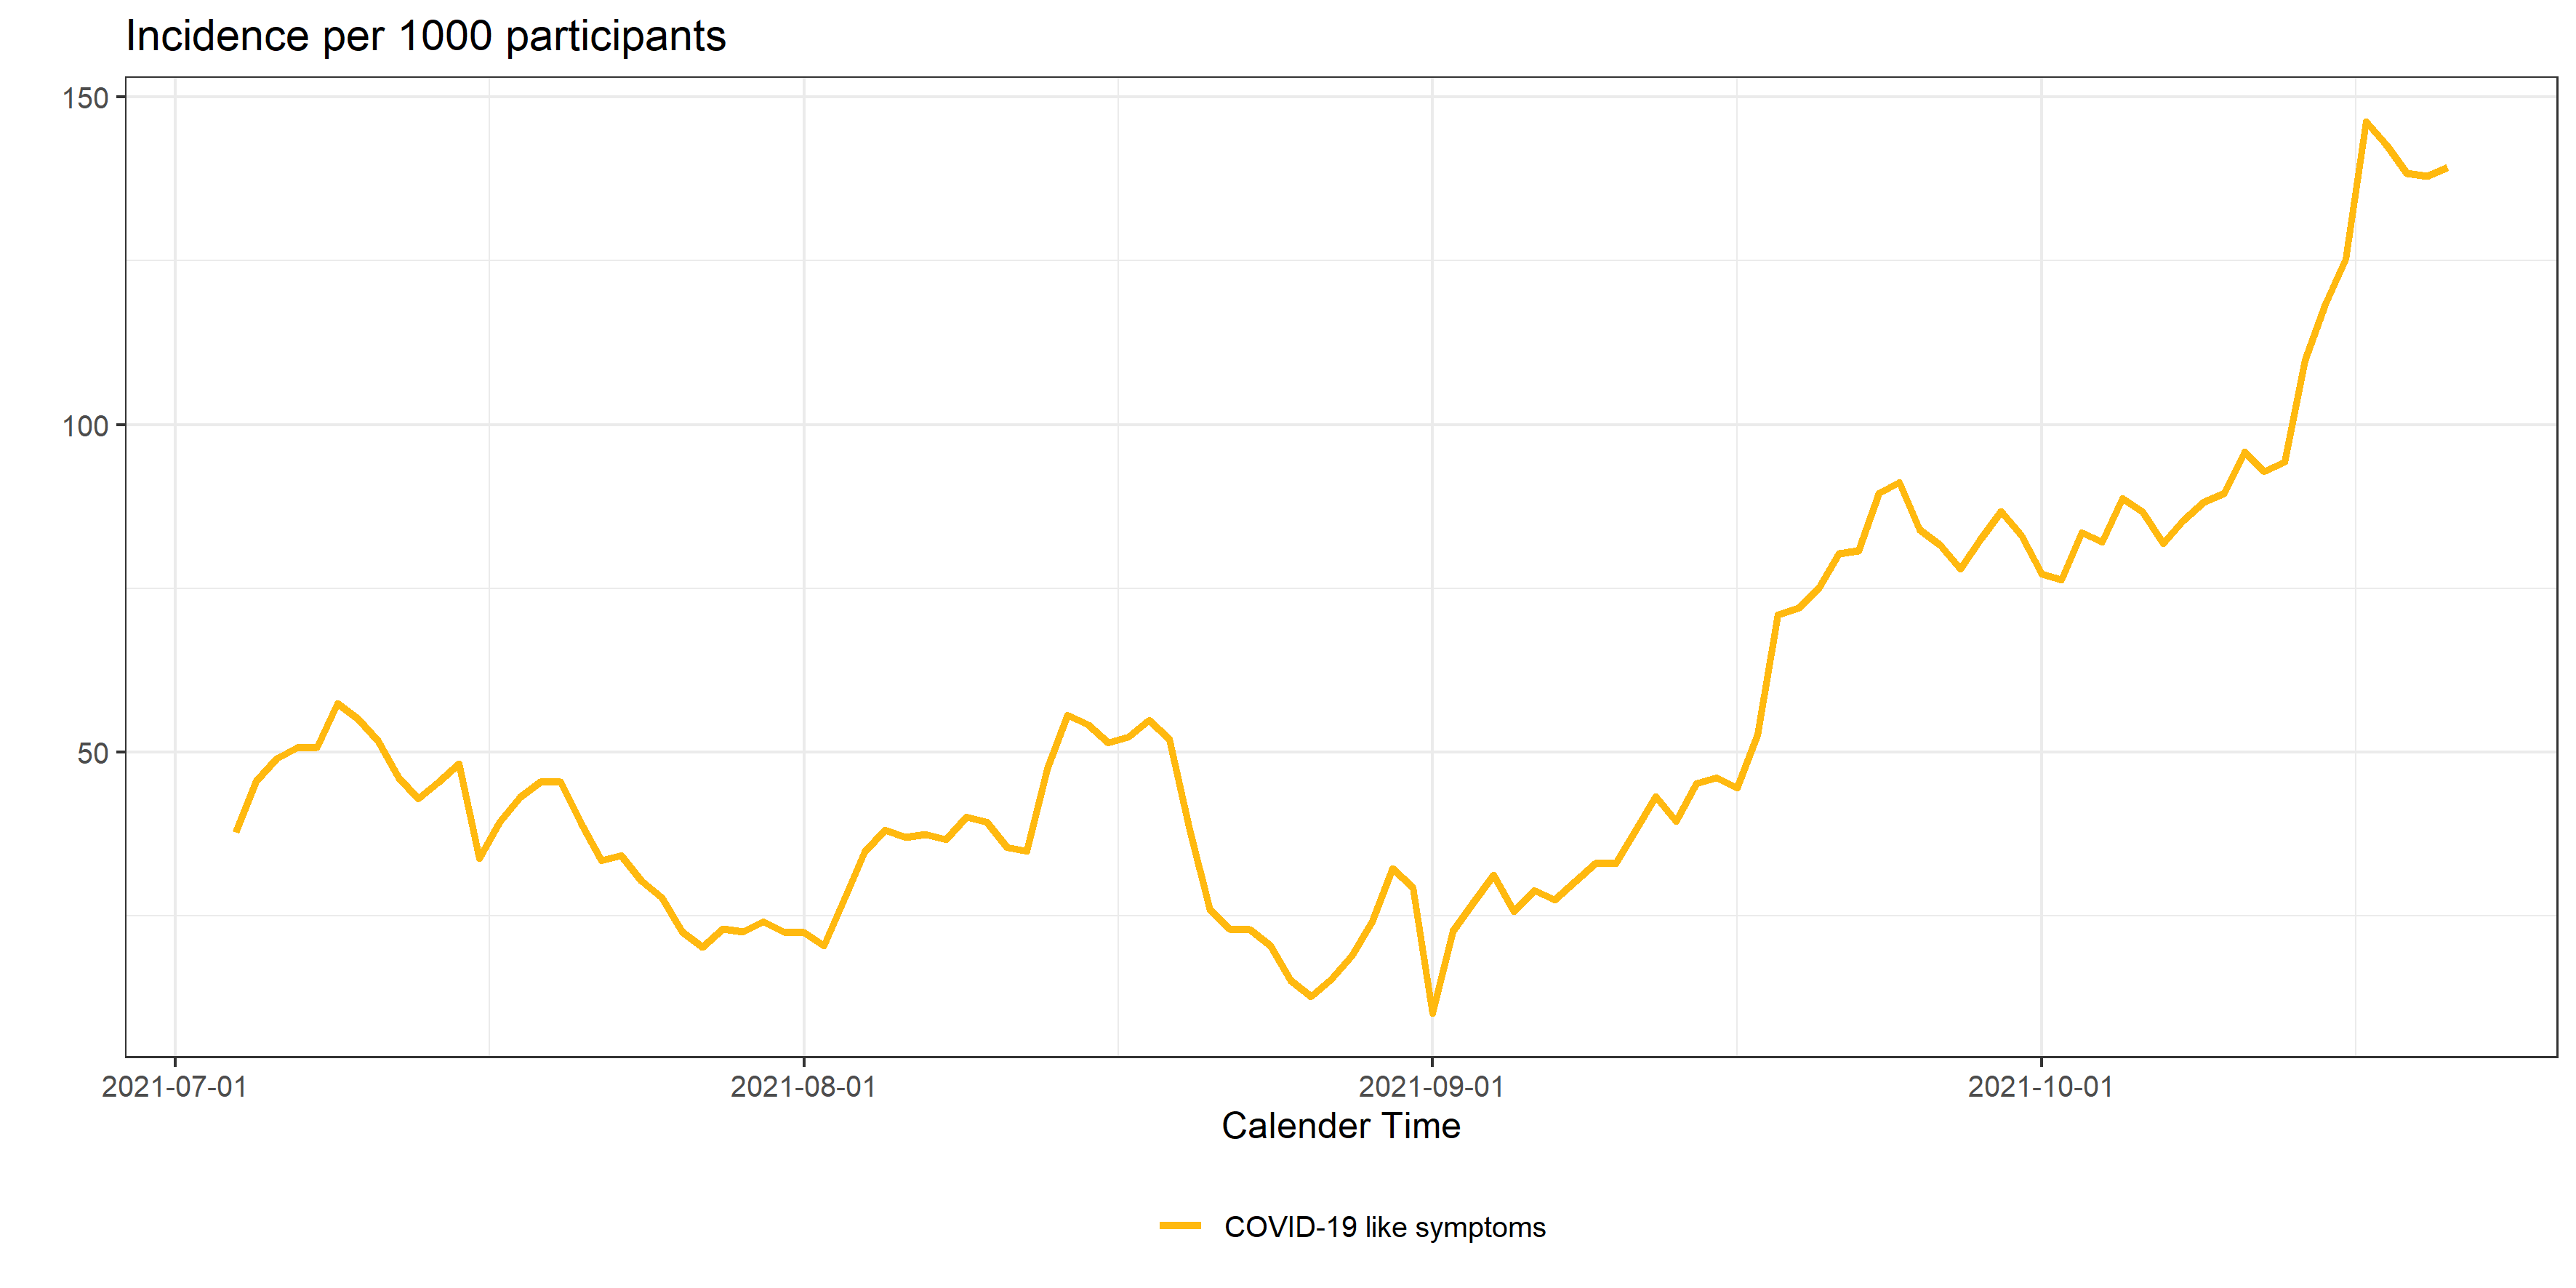 Incidence per 1000 participants
150
100
50
2021-07-01 2021-08-01 2021-09-01 2021-10-01
Calender Time
COVID-19 like symptoms